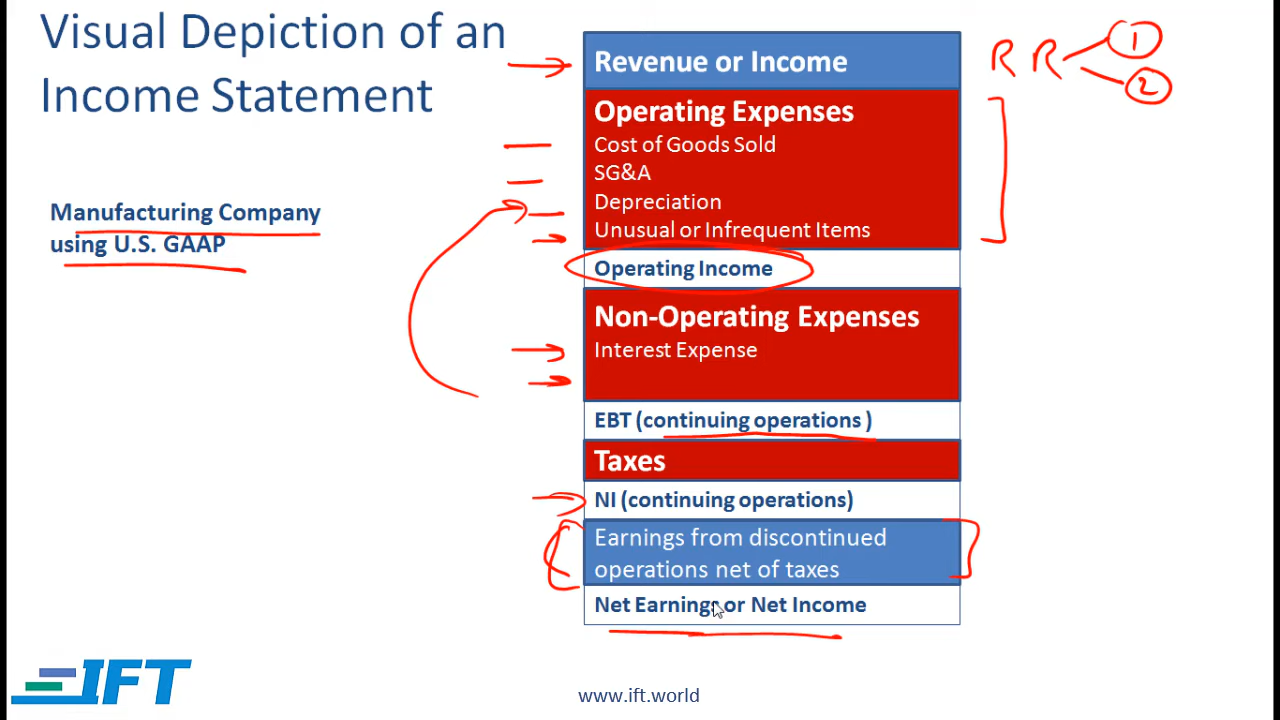 Visual Depiction of an
Income Statement
Manufacturing Company
using U.S. GAAP
Revenue or Income
Operating Expenses
Cost of Goods Sold
SG&A
Depreciation
Unusual or Infrequent Items
Operating Income
Non-Operating Expenses
Interest Expense
EBT (continuing operations )
Taxes
NI (continuing operations)
Earnings from discontinued
operations net of taxes
Net Earnings or Net Income
R R 1
2
IFT
www.ift.world